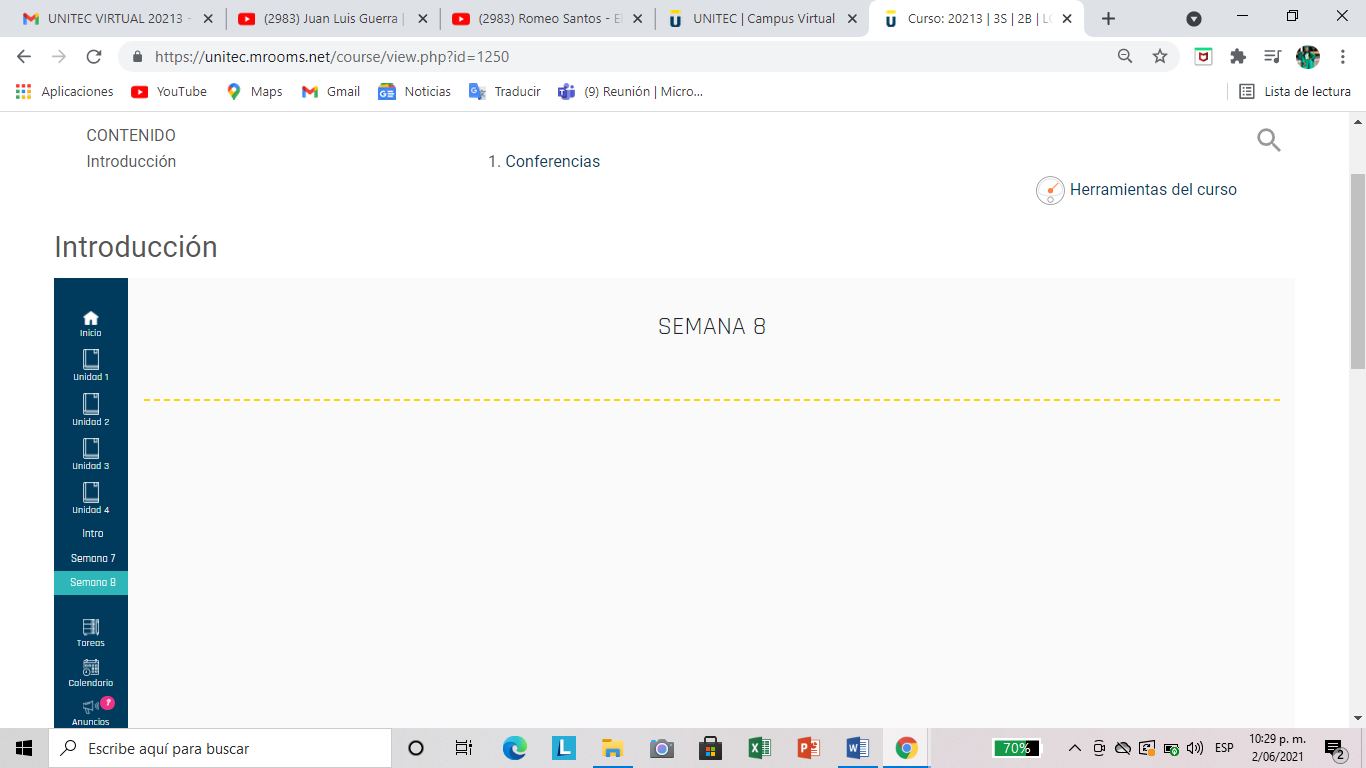 UNITEC VIRTUAL 20213 -
(2983) Juan Luis Guerra |
(2983) Romeo Santos - E
UNITEC | Campus Virtual
Curso: 20213 | 3S | 2B | LO
https://unitec.mrooms.net/course/view.php?id=1250
Aplicaciones
YouTube
Maps
Gmail
Noticias
Traducir
(9) Reunión | Micro...
Lista de lectura
CONTENIDO
Introducción
1. Conferencias
Herramientas del curso
Introducción
SEMANA 8
Inicio
Unidad 1
Unidad 2
Unidad 3
Unidad 4
Intro
Semana 7
Semana 8
Tareas
Calendario
Anuncios
Escribe aquí para buscar
70%
ESP
10:29 p. m.
2/06/2021
2